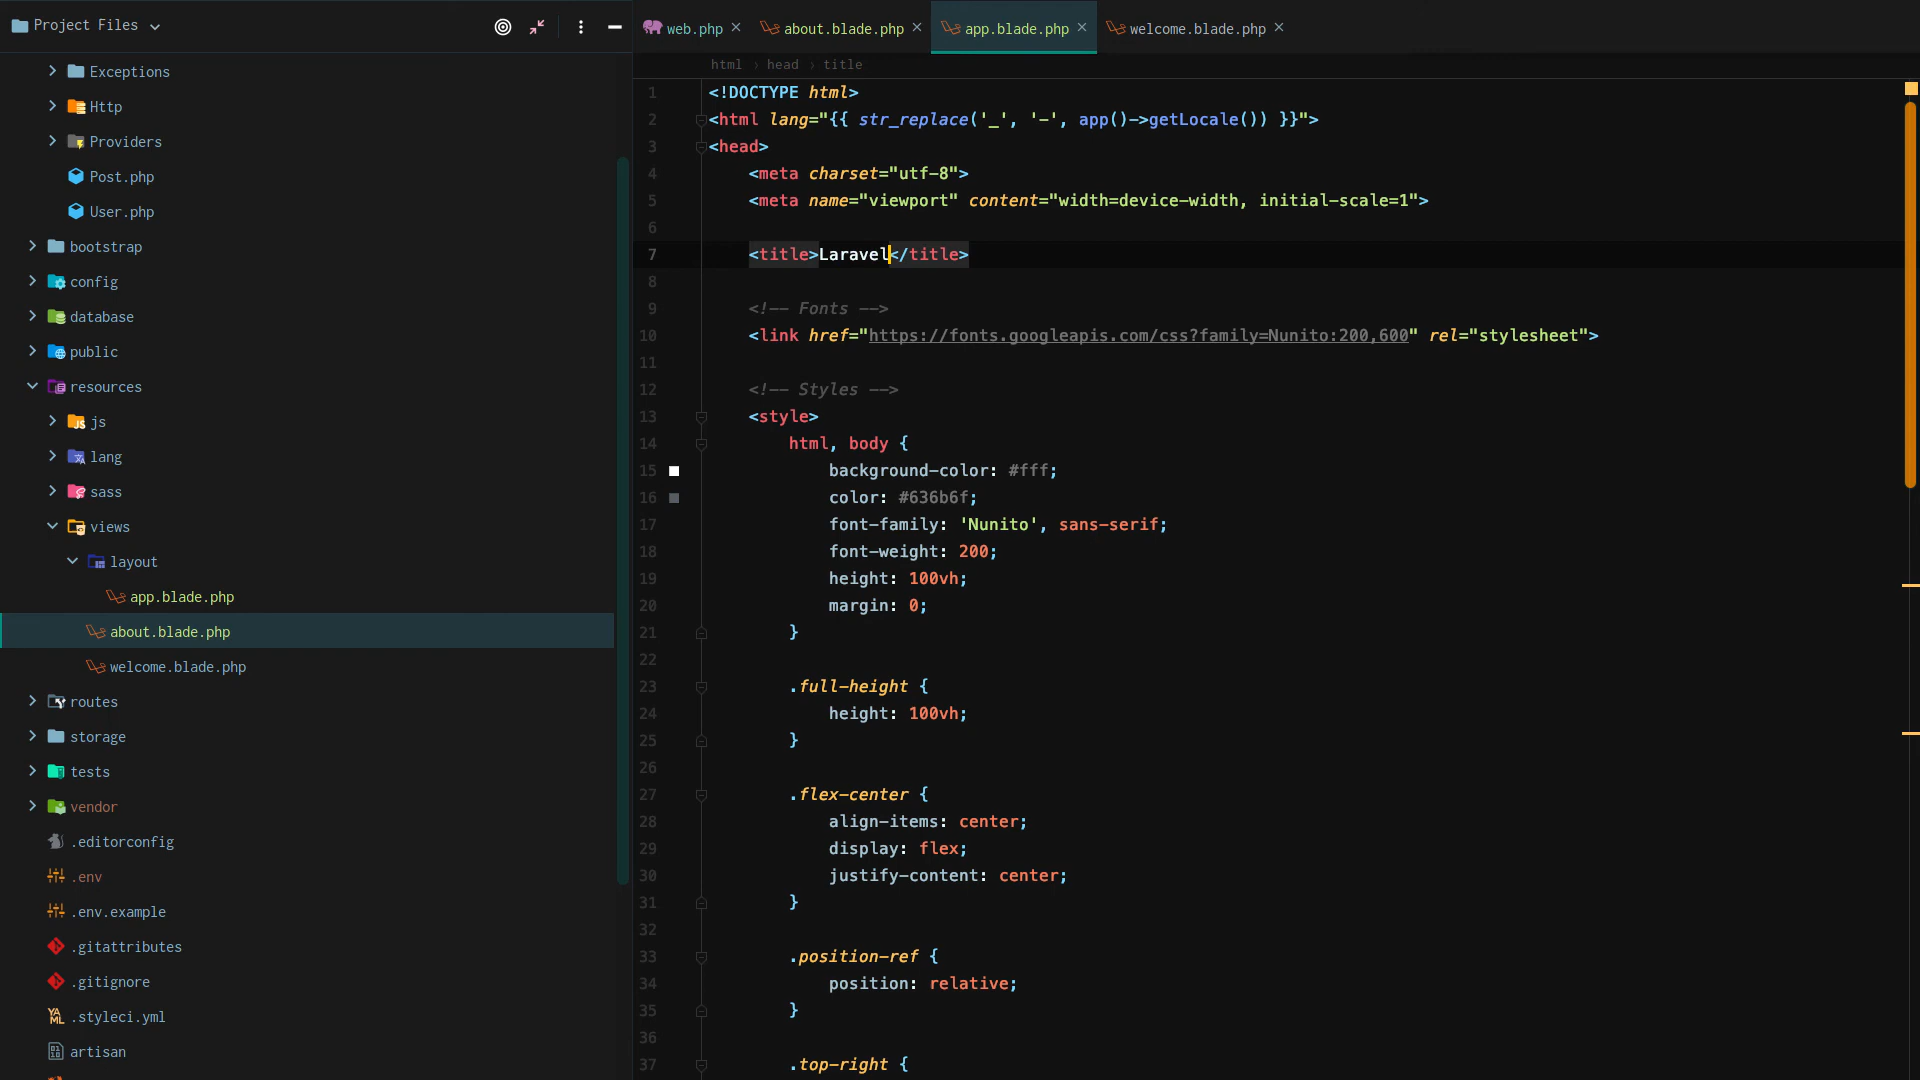 Project Files
Exceptions
Http
Providers
Post.php
User.php
bootstrap
config
database
public
resources
js
lang
sass
views
layout
app.blade.php
about.blade.php
welcome.blade.php
routes
storage
tests
vendor
.editorconfig
.env
.env.example
.gitattributes
.gitignore
.styleci.yml
artisan
web.php about.blade.php app.blade.php welcome.blade.php
html › head › title
1 <!DOCTYPE html>
2 <html lang="{{ str_replace('_', '-', app()->getLocale()) }}">
3 <head>
4 <meta charset="utf-8">
5 <meta name="viewport" content="width=device-width, initial-scale=1">
6
7 <title>Laravel</title>
8
9 <!-- Fonts -->
10 <link href="https://fonts.googleapis.com/css?family=Nunito:200,600" rel="stylesheet">
11
12 <!-- Styles -->
13 <style>
14 html, body {
15 background-color: #fff;
16 color: #636b6f;
17 font-family: 'Nunito', sans-serif;
18 font-weight: 200;
19 height: 100vh;
20 margin: 0;
21 }
22
23 .full-height {
24 height: 100vh;
25 }
26
27 .flex-center {
28 align-items: center;
29 display: flex;
30 justify-content: center;
31 }
32
33 .position-ref {
34 position: relative;
35 }
36
37 .top-right {